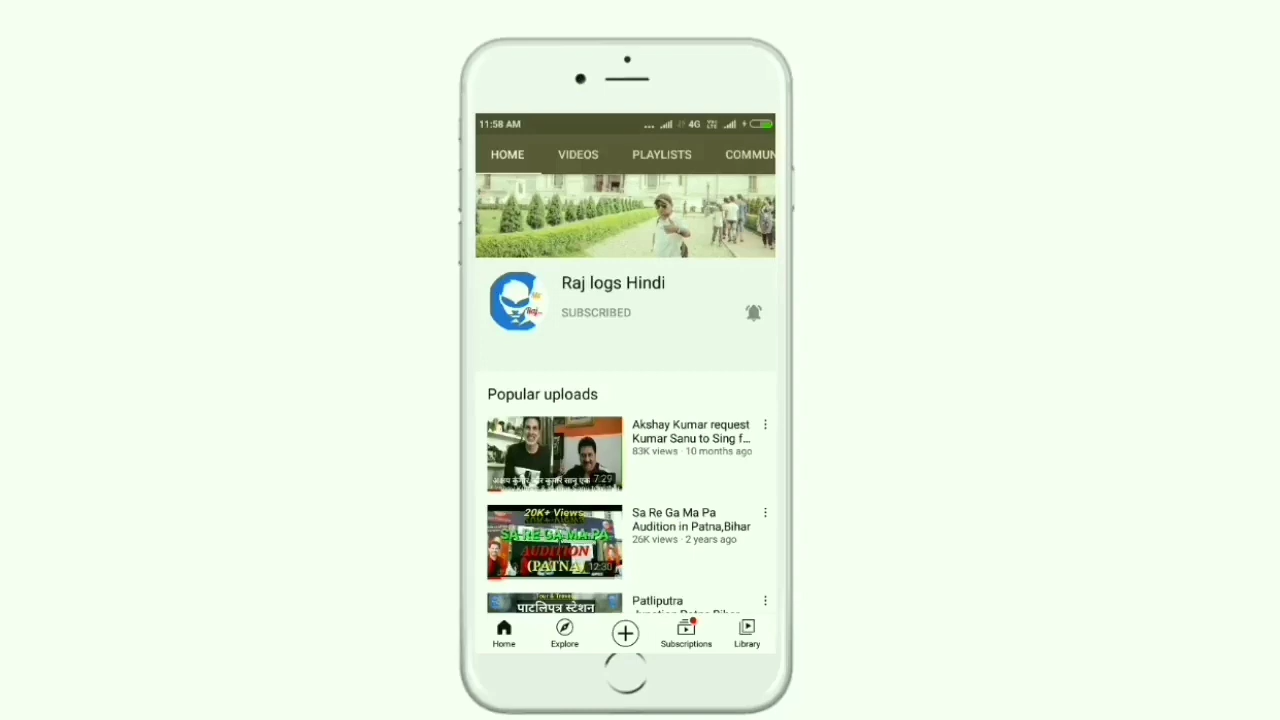 11:58 AM
4G
HOME VIDEOS PLAYLISTS COMMUN
Raj logs Hindi
SUBSCRIBED
Popular uploads
Akshay Kumar request
Kumar Sanu to Sing f...
83K views · 10 months ago
7:29
20K+ Views
SA RE GA MA PA
AUDITION
(PATNA)
12:30
Sa Re Ga Ma Pa
Audition in Patna,Bihar
26K views · 2 years ago
Tour & Travel
पाटलिपुत्र स्टेशन
Patliputra
Home Explore Subscriptions Library